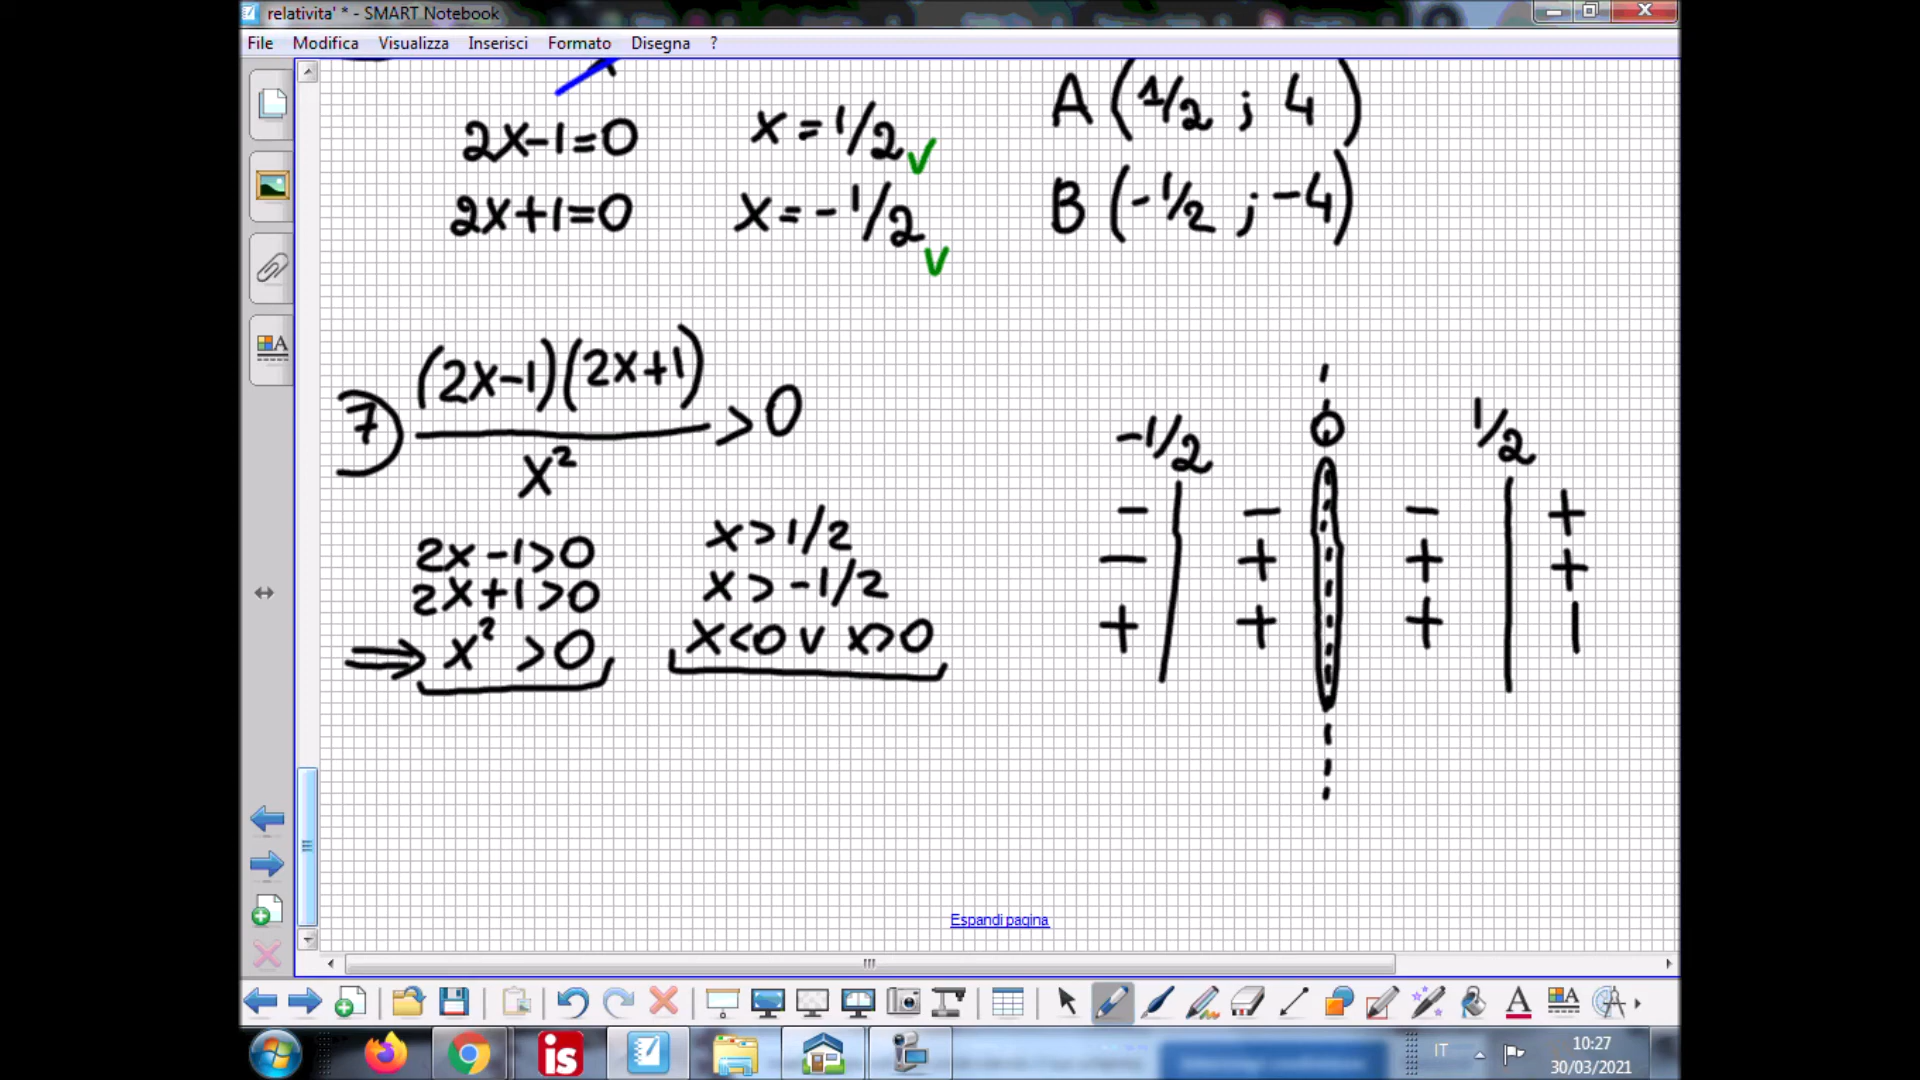 relativita' * - SMART Notebook
File Modifica Visualizza Inserisci Formato Disegna ?
2x-1=0 x=1/2 v A (1/2 ; 4)
2x+1=0 x=-1/2 v B (-1/2 ; -4)
7) (2x-1)(2x+1)
x² >0
2x-1>0 x>1/2
2x+1>0 x>-1/2
⇒ x²>0 x<0 v x>0
-1/2 0 1/2
- - - +
- + + +
+ + + |
Espandi pagina
is
IT
10:27
30/03/2021